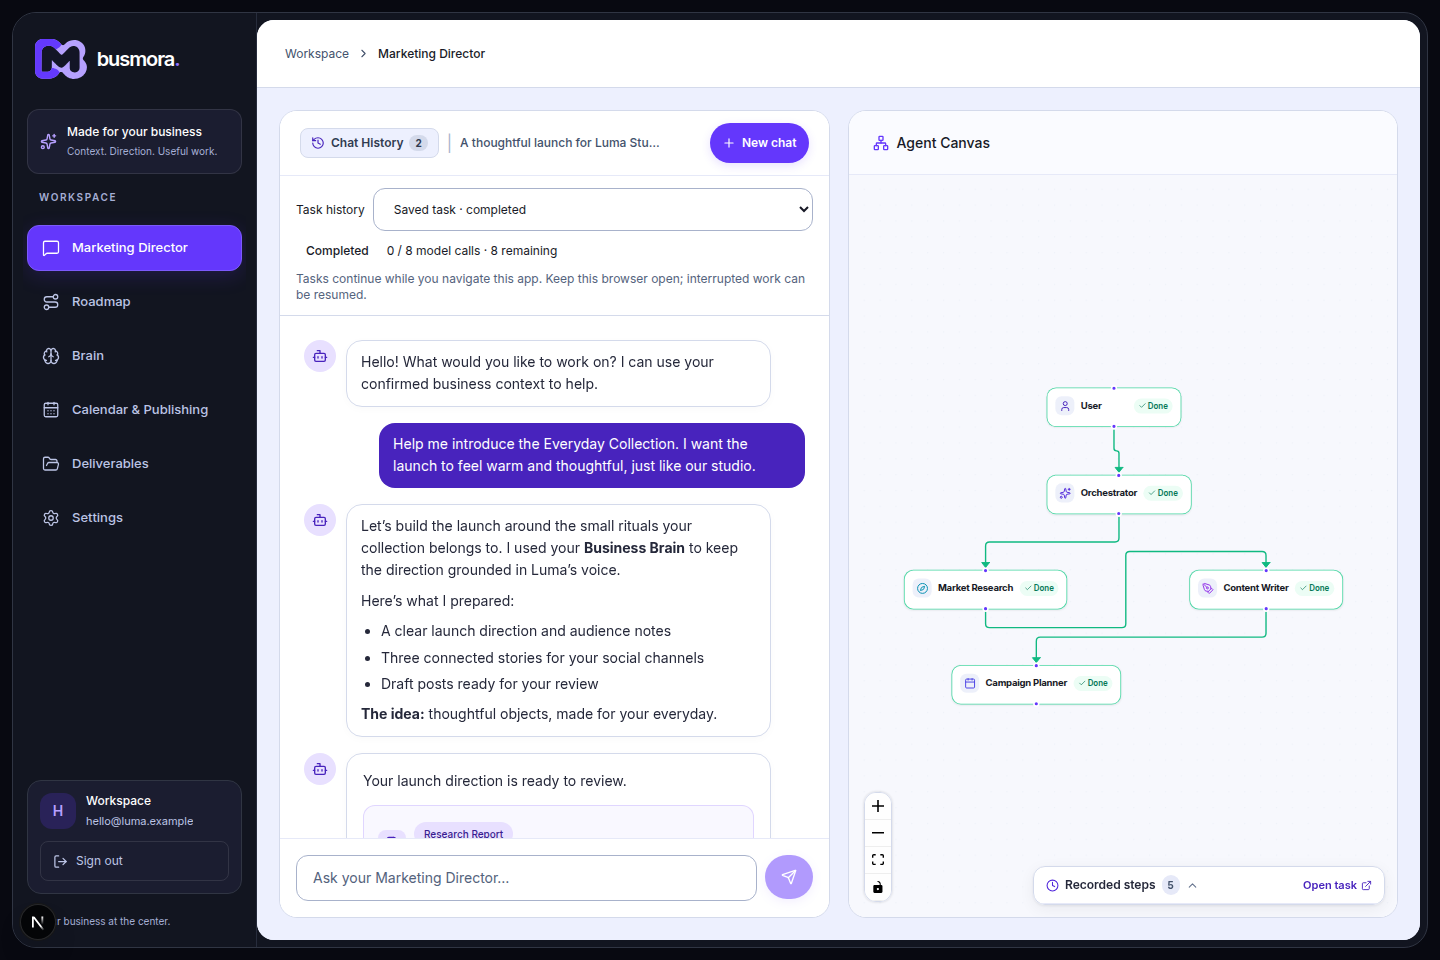 busmora.
Made for your business
Context. Direction. Useful work.
WORKSPACE
Marketing Director
Roadmap
Brain
Calendar & Publishing
Deliverables
Settings
H
Workspace
hello@luma.example
Sign out
N
r business at the center.
Workspace > Marketing Director
Chat History 2
A thoughtful launch for Luma Stu...
+ New chat
Task history
Saved task · completed
Completed
0 / 8 model calls · 8 remaining
Tasks continue while you navigate this app. Keep this browser open; interrupted work can
be resumed.
Hello! What would you like to work on? I can use your
confirmed business context to help.
Help me introduce the Everyday Collection. I want the
launch to feel warm and thoughtful, just like our studio.
Let’s build the launch around the small rituals your
collection belongs to. I used your Business Brain to keep
the direction grounded in Luma’s voice.
Here’s what I prepared:
• A clear launch direction and audience notes
• Three connected stories for your social channels
• Draft posts ready for your review
The idea: thoughtful objects, made for your everyday.
Your launch direction is ready to review.
Research Report
Ask your Marketing Director...
Agent Canvas
User
Done
Orchestrator
Done
Market Research
Done
Content Writer
Done
Campaign Planner
Done
Recorded steps 5
Open task